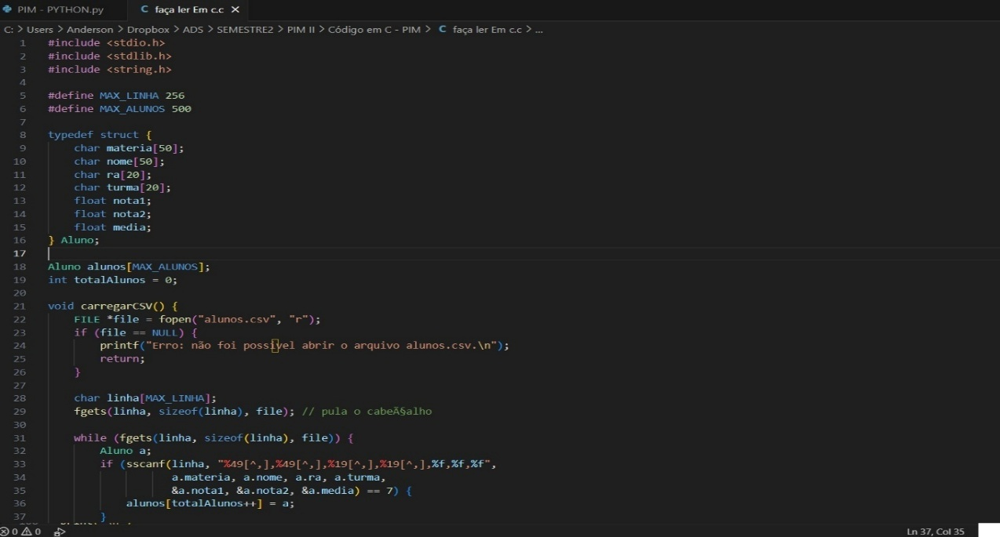 PIM - PYTHON.py
C faça ler Em c.c ×
C: > Users > Anderson > Dropbox > ADS > SEMESTRE2 > PIM II > Código em C - PIM > C faça ler Em c.c > ...
1 #include <stdio.h>
2 #include <stdlib.h>
3 #include <string.h>
4
5 #define MAX_LINHA 256
6 #define MAX_ALUNOS 500
7
8 typedef struct {
9 char materia[50];
10 char nome[50];
11 char ra[20];
12 char turma[20];
13 float nota1;
14 float nota2;
15 float media;
16 } Aluno;
17
18 Aluno alunos[MAX_ALUNOS];
19 int totalAlunos = 0;
20
21 void carregarCSV() {
22 FILE *file = fopen("alunos.csv", "r");
23 if (file == NULL) {
24 printf("Erro: não foi possível abrir o arquivo alunos.csv.\n");
25 return;
26 }
27
28 char linha[MAX_LINHA];
29 fgets(linha, sizeof(linha), file); // pula o cabeÃ§alho
30
31 while (fgets(linha, sizeof(linha), file)) {
32 Aluno a;
33 if (sscanf(linha, "%49[^,],%49[^,],%19[^,],%19[^,],%f,%f,%f",
34 a.materia, a.nome, a.ra, a.turma,
35 &a.nota1, &a.nota2, &a.media) == 7) {
36 alunos[totalAlunos++] = a;
37 }
0 0
Ln 37, Col 35